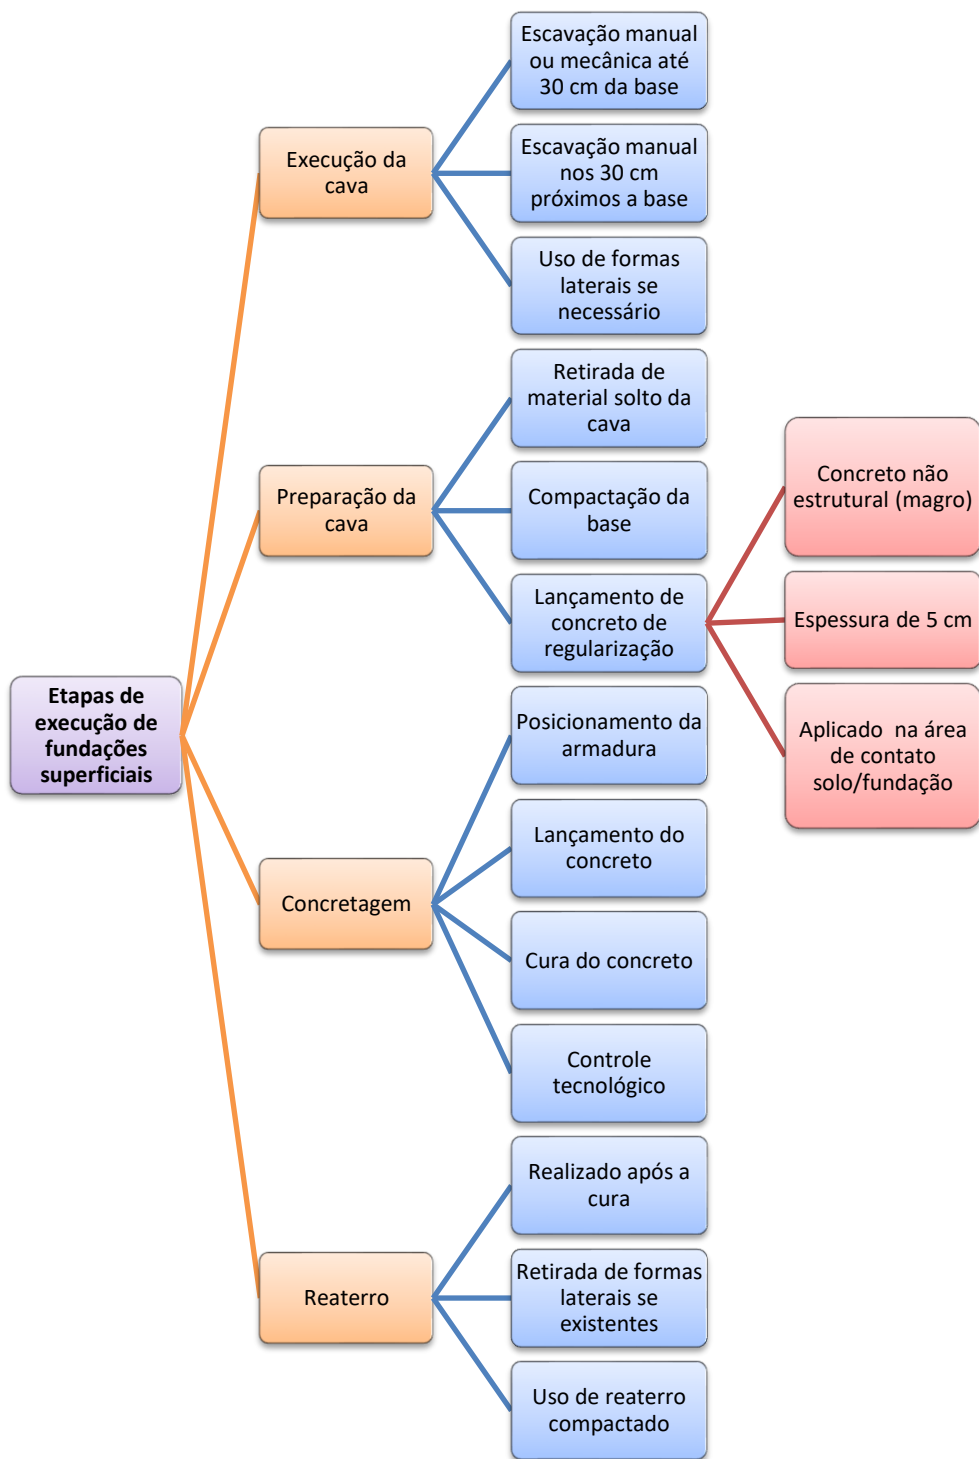 Etapas de
execução de
fundações
superficiais
Execução da
cava
Escavação manual
ou mecânica até
30 cm da base
Escavação manual
nos 30 cm
próximos a base
Uso de formas
laterais se
necessário
Preparação da
cava
Retirada de
material solto da
cava
Compactação da
base
Lançamento de
concreto de
regularização
Concreto não
estrutural (magro)
Espessura de 5 cm
Aplicado  na área
de contato
solo/fundação
Concretagem
Posicionamento da
armadura
Lançamento do
concreto
Cura do concreto
Controle
tecnológico
Reaterro
Realizado após a
cura
Retirada de formas
laterais se
existentes
Uso de reaterro
compactado